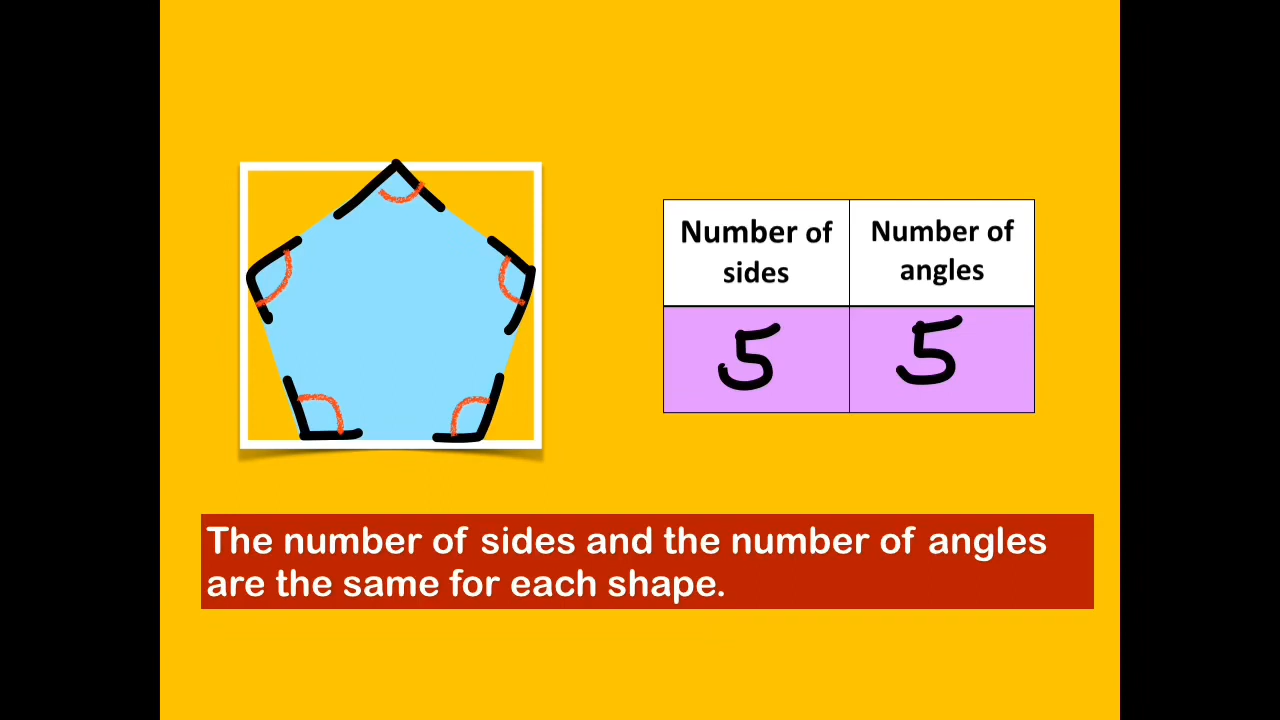 Number of
sides
Number of
angles
5
5
The number of sides and the number of angles
are the same for each shape.